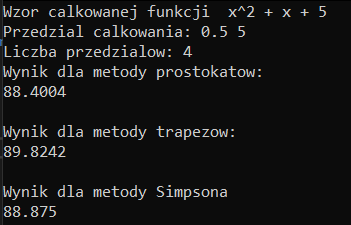 Wzor calkowanej funkcji  x^2 + x + 5
Przedzial calkowania: 0.5 5
Liczba przedzialow: 4
Wynik dla metody prostokatow:
88.4004
Wynik dla metody trapezow:
89.8242
Wynik dla metody Simpsona
88.875